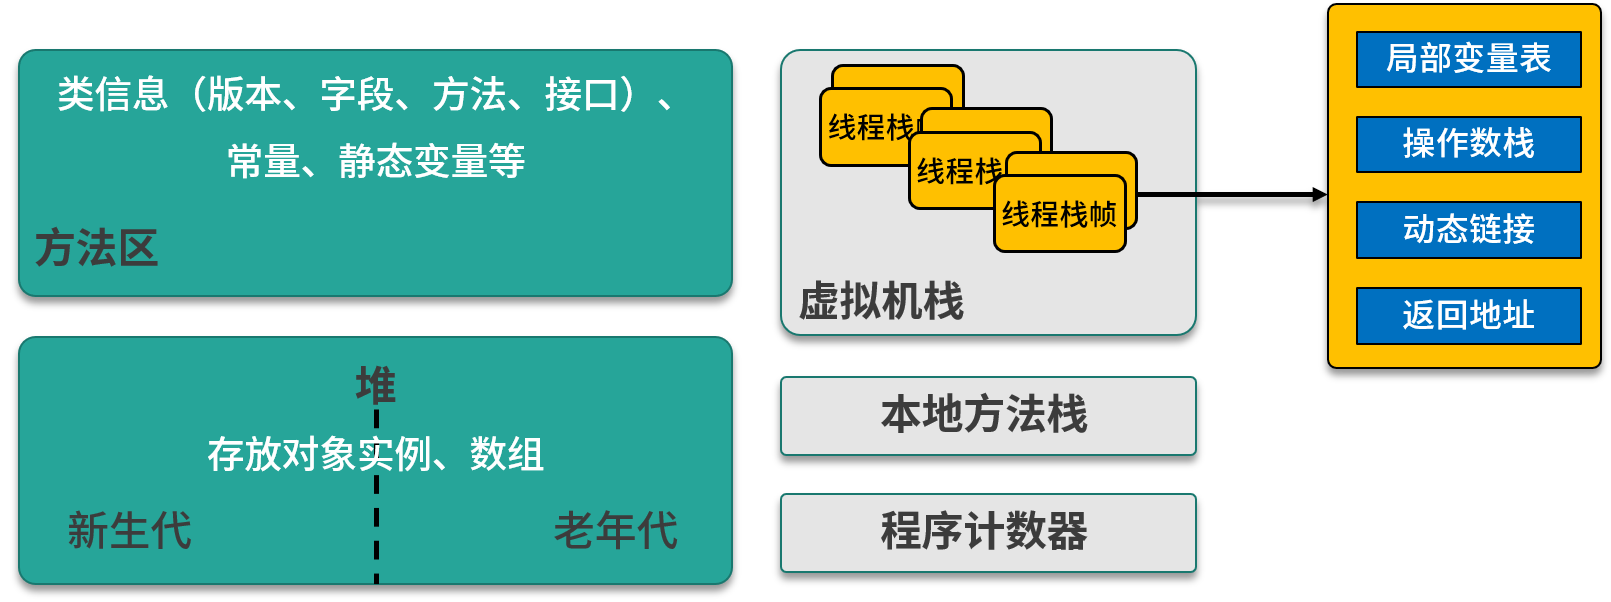 类信息（版本、字段、方法、接口）、
常量、静态变量等
方法区
堆
存放对象实例、数组
新生代
老年代
线程栈帧
线程栈
线程栈帧
虚拟机栈
本地方法栈
程序计数器
局部变量表
操作数栈
动态链接
返回地址